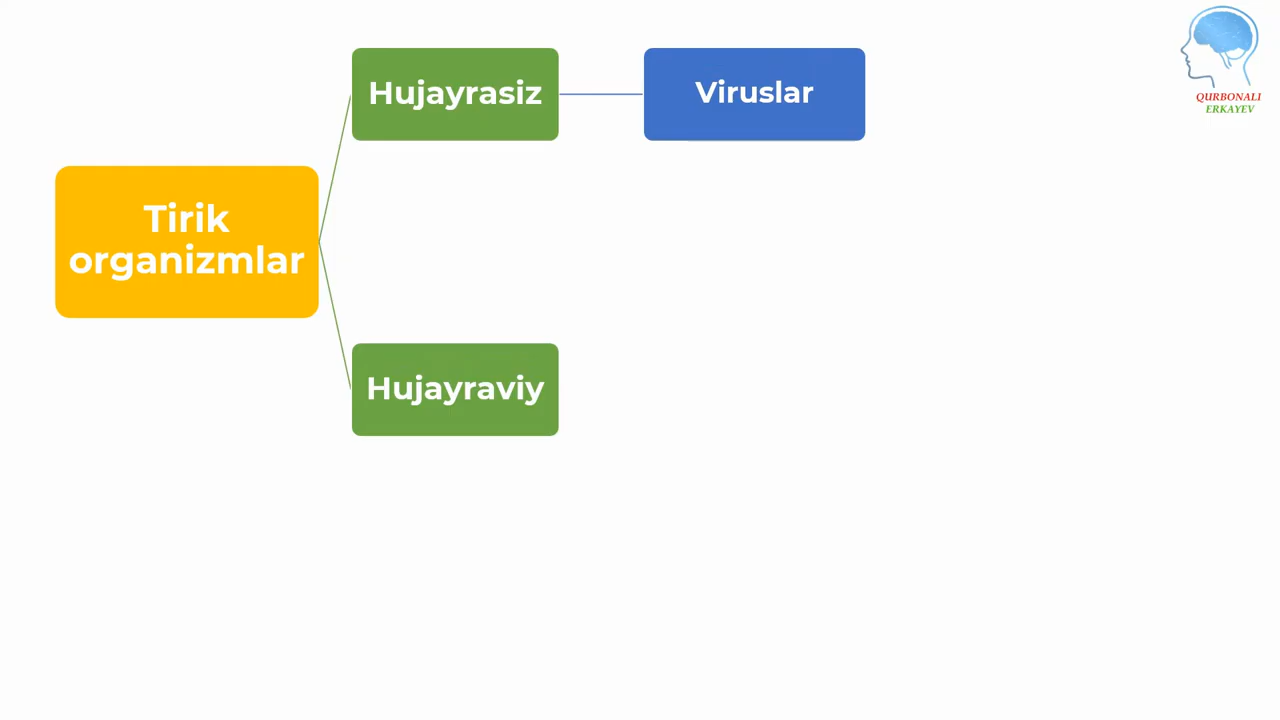 Hujayrasiz
Viruslar
Tirik
organizmlar
Hujayraviy
QURBONALI
ERKAYEV